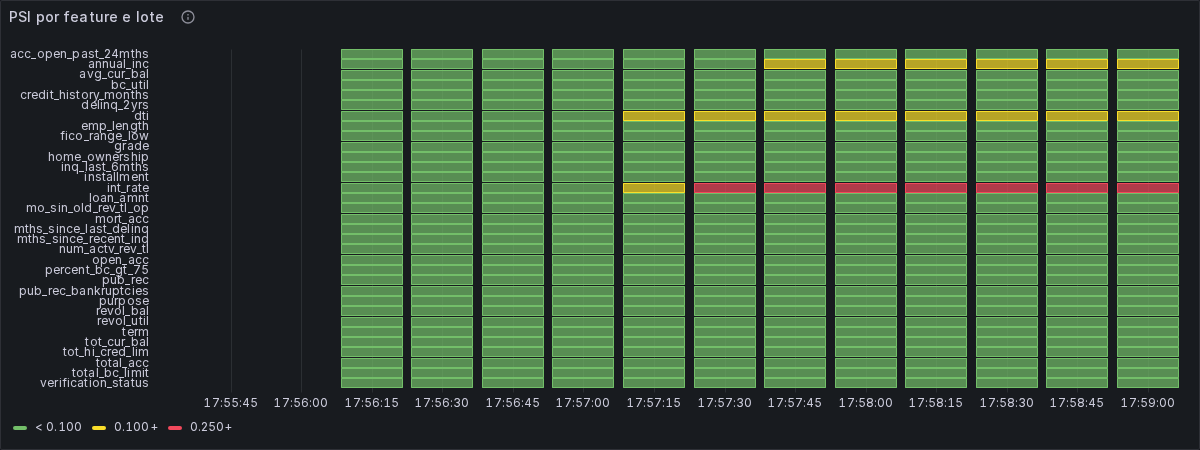 PSI por feature e lote
acc_open_past_24mths
annual_inc
avg_cur_bal
bc_util
credit_history_months
delinq_2yrs
dti
emp_length
fico_range_low
grade
home_ownership
inq_last_6mths
installment
int_rate
loan_amnt
mo_sin_old_rev_tl_op
mort_acc
mths_since_last_delinq
mths_since_recent_inq
num_actv_rev_tl
open_acc
percent_bc_gt_75
pub_rec
pub_rec_bankruptcies
purpose
revol_bal
revol_util
term
tot_cur_bal
tot_hi_cred_lim
total_acc
total_bc_limit
verification_status
17:55:45 17:56:00 17:56:15 17:56:30 17:56:45 17:57:00 17:57:15 17:57:30 17:57:45 17:58:00 17:58:15 17:58:30 17:58:45 17:59:00
< 0.100 0.100+ 0.250+